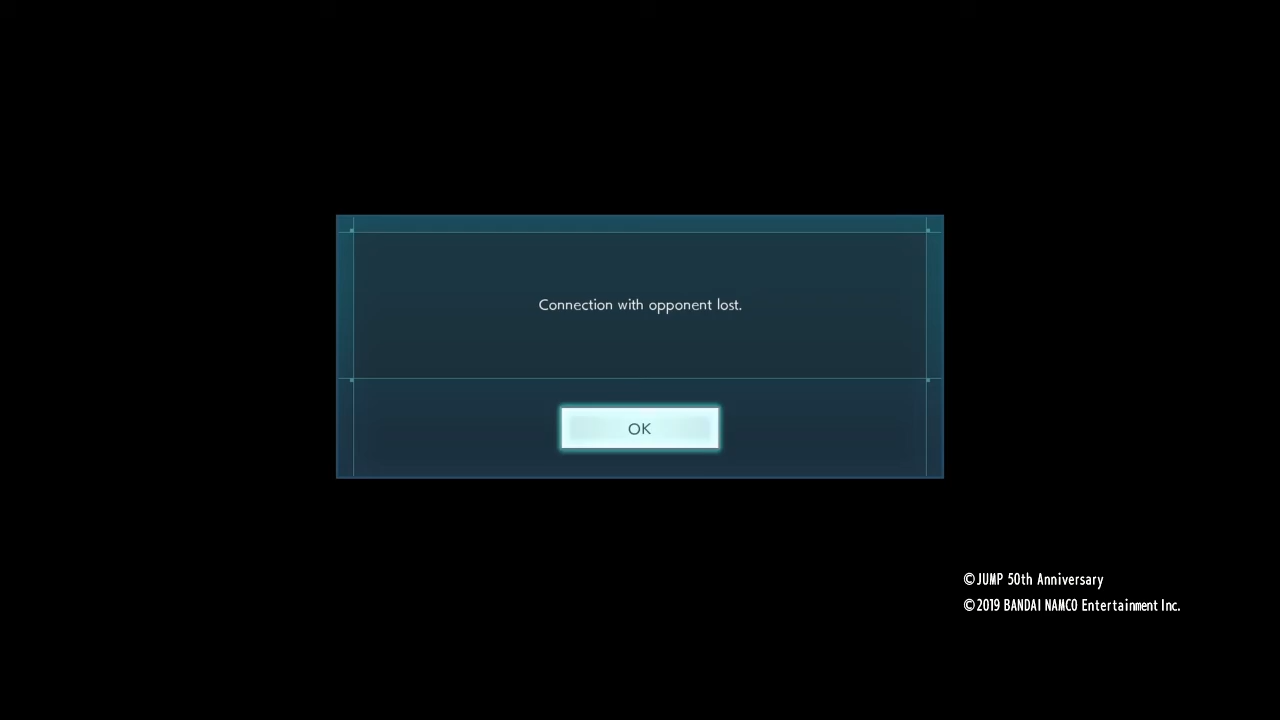 Connection with opponent lost.
OK
©JUMP 50th Anniversary
©2019 BANDAI NAMCO Entertainment Inc.